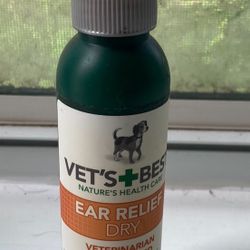 VET'S+BEST
NATURE'S HEALTH CARE
EAR RELIEF
DRY
VETERINARIAN